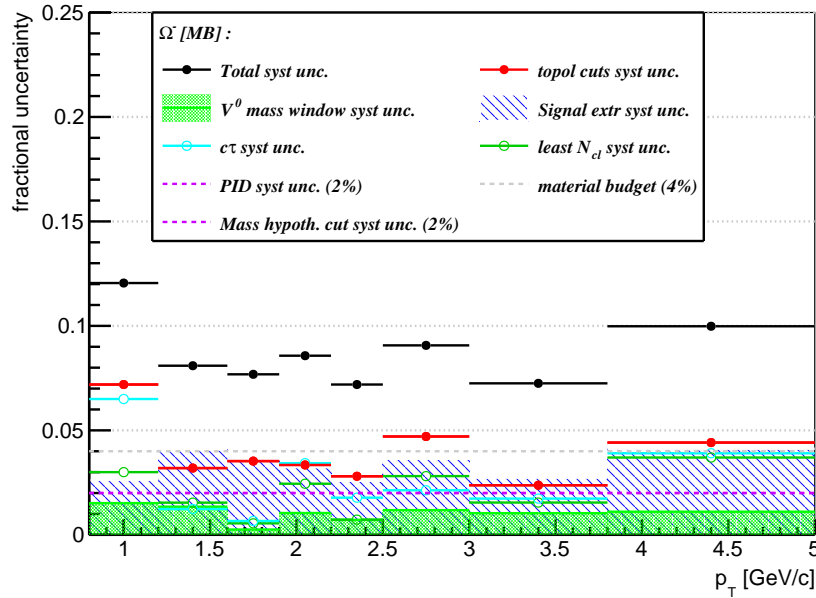 0.25
Ω⁻ [MB] :
Total syst unc.
topol cuts syst unc.
V⁰ mass window syst unc.
Signal extr syst unc.
cτ syst unc.
least N_cl syst unc.
PID syst unc. (2%)
material budget (4%)
Mass hypoth. cut syst unc. (2%)
fractional uncertainty
0.2
0.15
0.1
0.05
0
1 1.5 2 2.5 3 3.5 4 4.5 5
p_T [GeV/c]